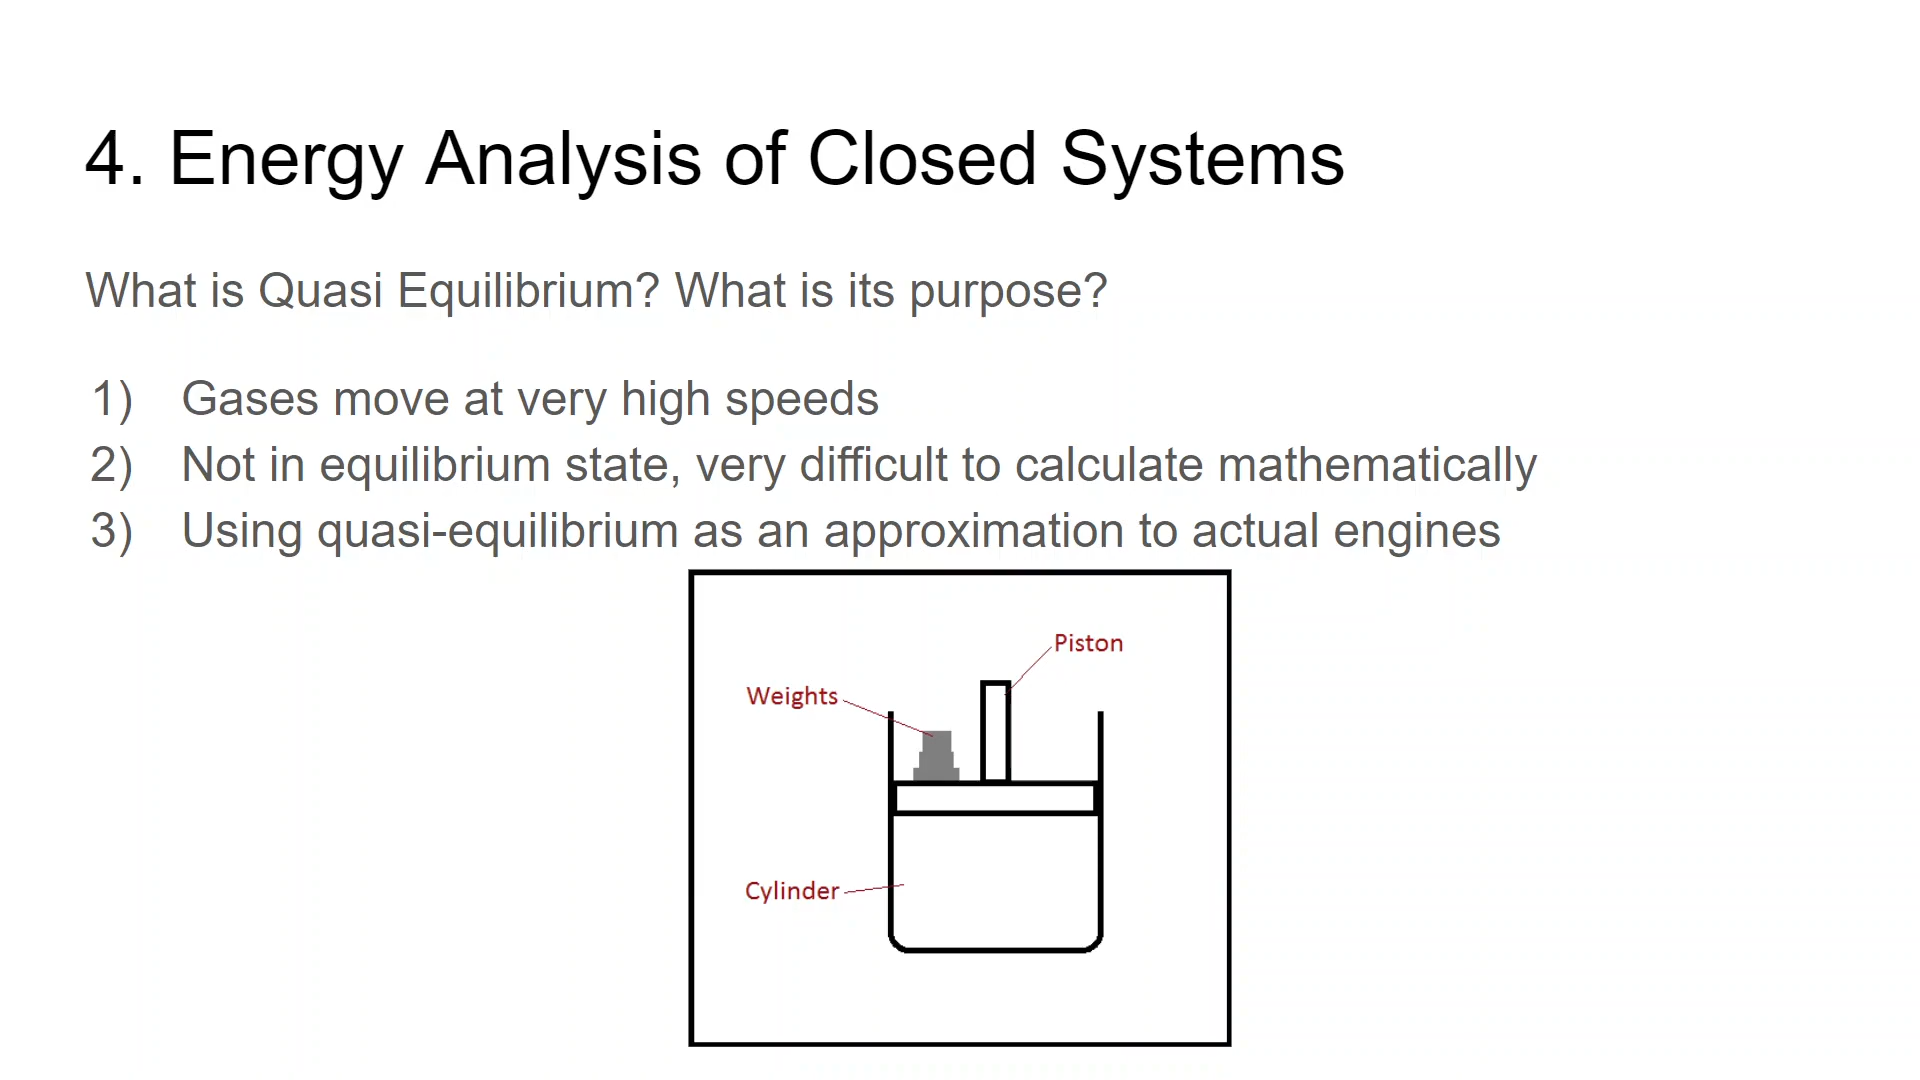 4. Energy Analysis of Closed Systems
What is Quasi Equilibrium? What is its purpose?
1) Gases move at very high speeds
2) Not in equilibrium state, very difficult to calculate mathematically
3) Using quasi-equilibrium as an approximation to actual engines
Piston
Weights
Cylinder